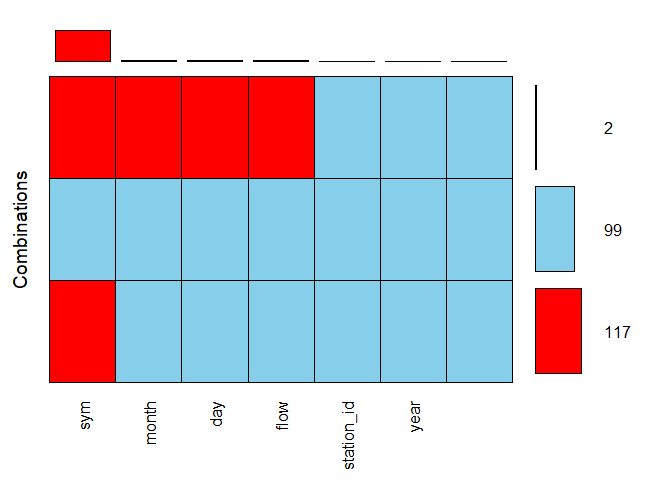 2
99
117
Combinations
sym
month
day
flow
station_id
year